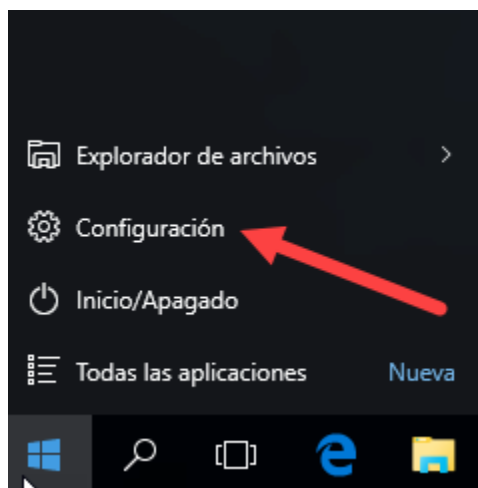 Explorador de archivos
Configuración
Inicio/Apagado
Todas las aplicaciones Nueva